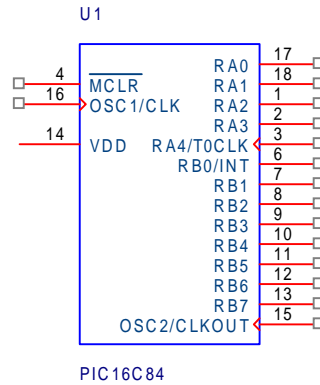 U1
17 RA0
4 MCLR 18 RA1
16 OSC1/CLK 1 RA2
2 RA3
14 VDD RA4/T0CLK 3
RB0/INT 6
RB1 7
RB2 8
RB3 9
RB4 10
RB5 11
RB6 12
RB7 13
OSC2/CLKOUT 15
PIC16C84